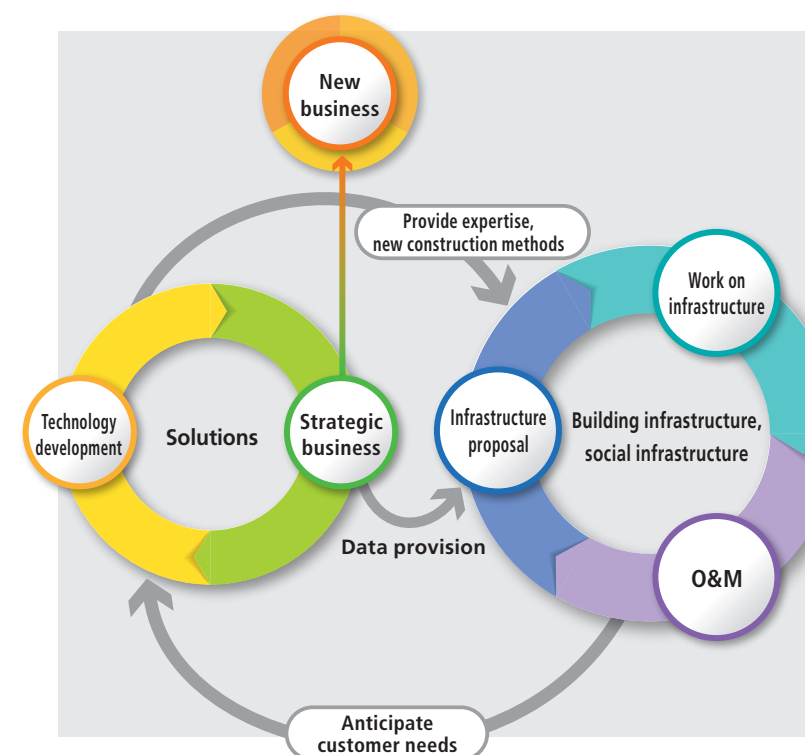 New
business
Provide expertise,
new construction methods
Work on
infrastructure
Technology
development
Solutions
Strategic
business
Infrastructure
proposal
Building infrastructure,
social infrastructure
Data provision
O&M
Anticipate
customer needs